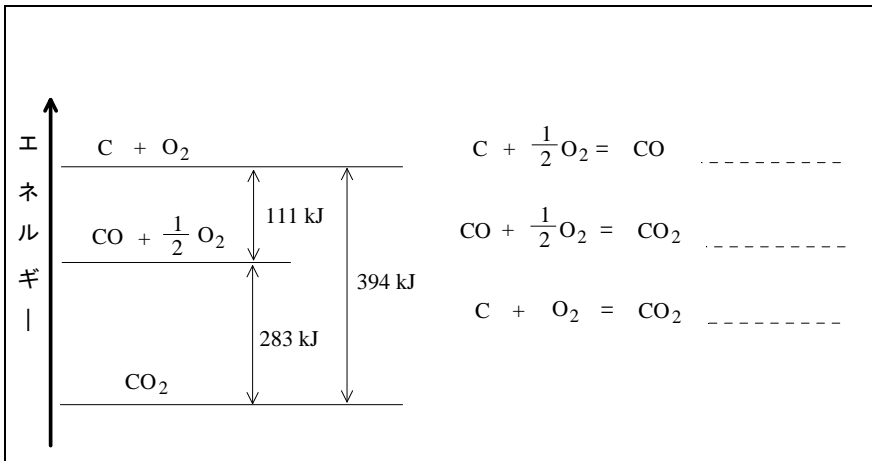 エネルギー
C + O₂
111 kJ
CO + 1/2 O₂
394 kJ
283 kJ
CO₂
C + 1/2 O₂ = CO
CO + 1/2 O₂ = CO₂
C + O₂ = CO₂